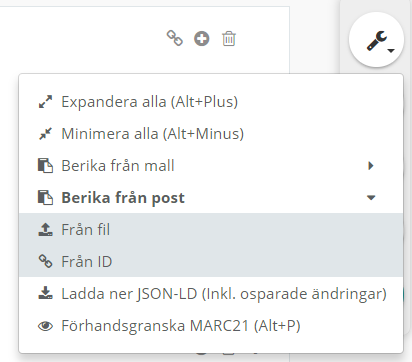 Expandera alla (Alt+Plus)
Minimera alla (Alt+Minus)
Berika från mall
Berika från post
Från fil
Från ID
Ladda ner JSON-LD (Inkl. osparade ändringar)
Förhandsgranska MARC21 (Alt+P)